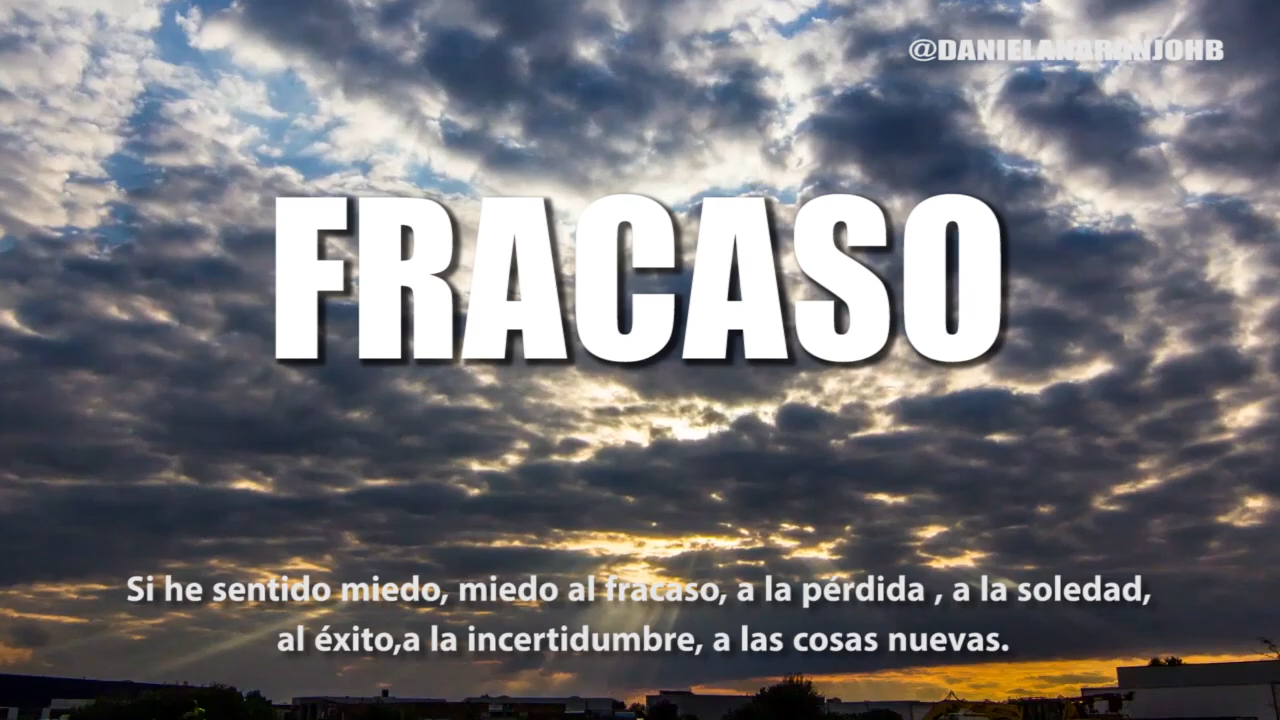 @DANIELANARANJOHB
FRACASO
Si he sentido miedo, miedo al fracaso, a la pérdida , a la soledad,
al éxito,a la incertidumbre, a las cosas nuevas.